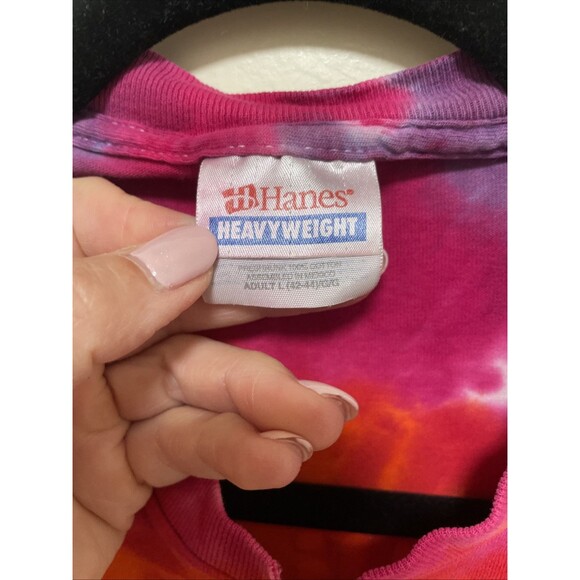 Hanes®
HEAVYWEIGHT
PRESHRUNK 100% COTTON
ASSEMBLED IN MEXICO
ADULT L (42-44)/G/G